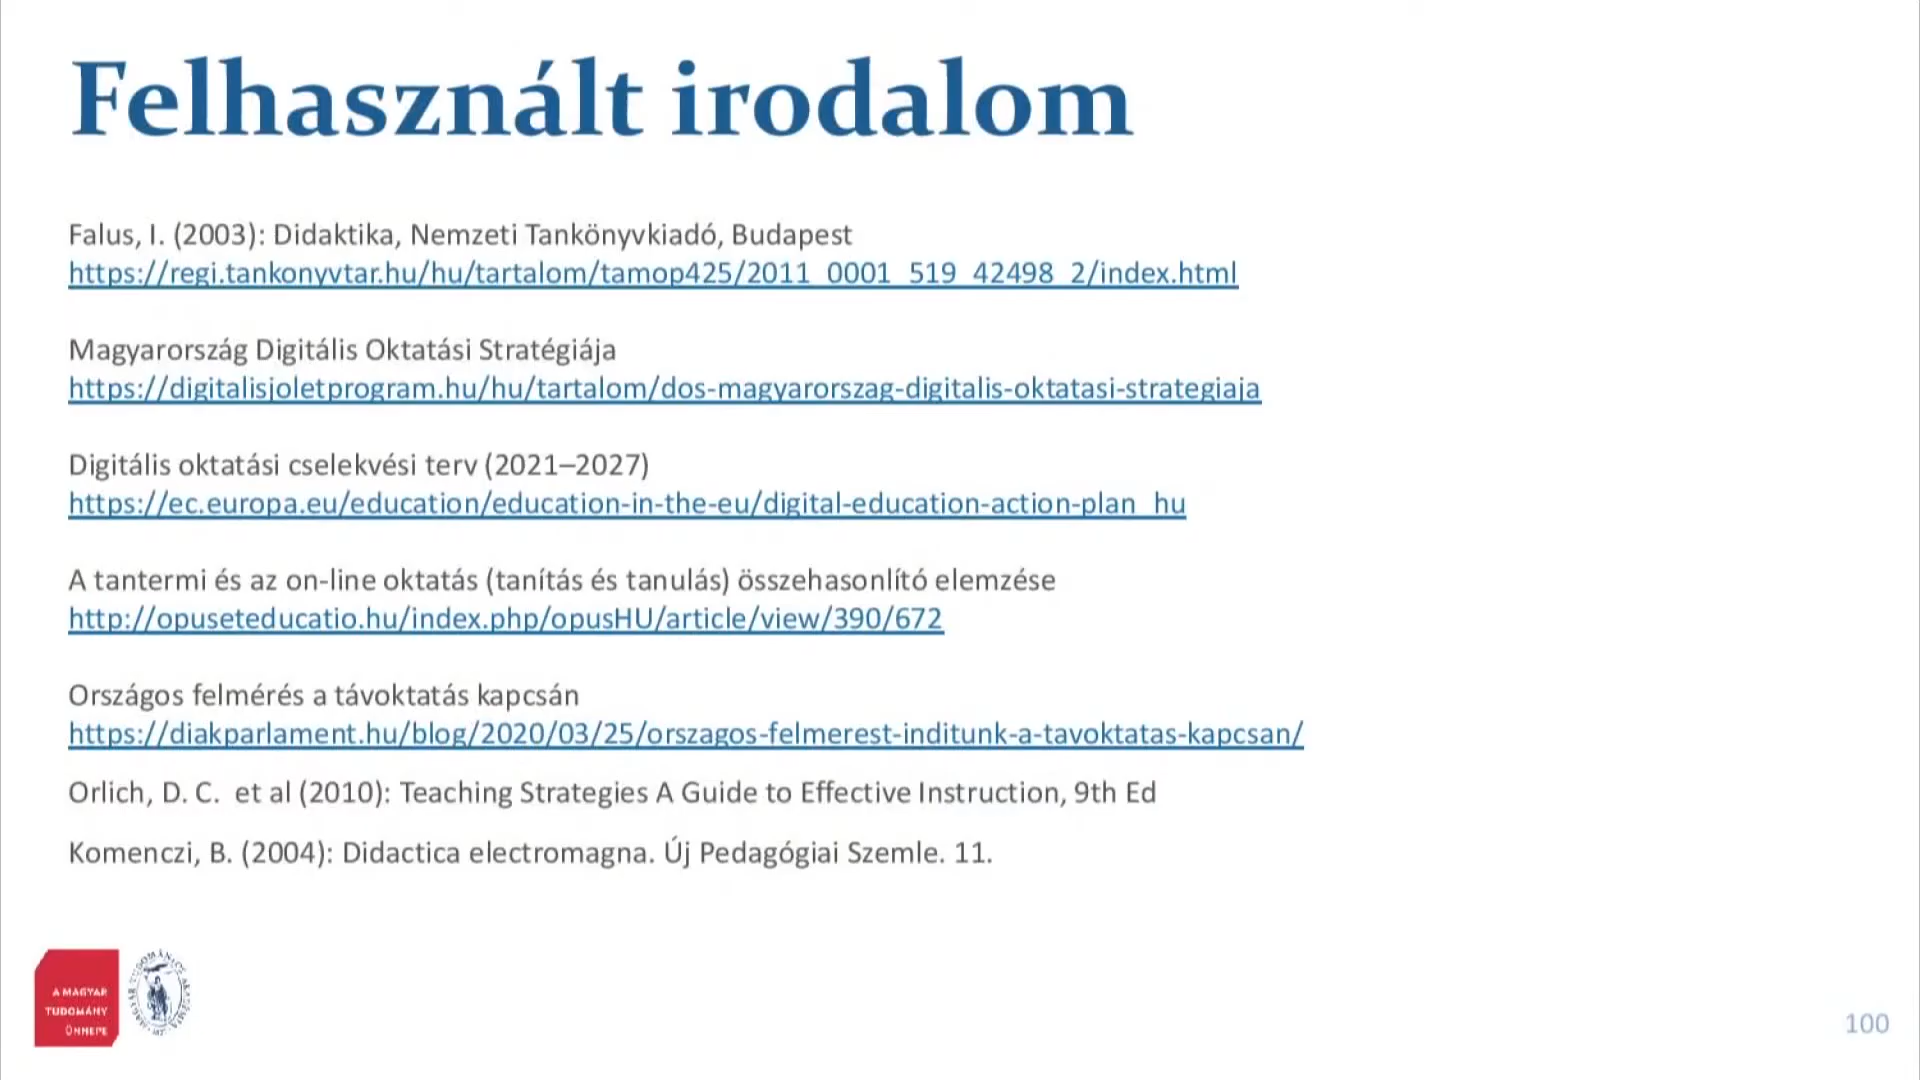 Felhasznált irodalom
Falus, I. (2003): Didaktika, Nemzeti Tankönyvkiadó, Budapest
https://regi.tankonyvtar.hu/hu/tartalom/tamop425/2011_0001_519_42498_2/index.html
Magyarország Digitális Oktatási Stratégiája
https://digitalisjoletprogram.hu/hu/tartalom/dos-magyarorszag-digitalis-oktatasi-strategiaja
Digitális oktatási cselekvési terv (2021–2027)
https://ec.europa.eu/education/education-in-the-eu/digital-education-action-plan_hu
A tantermi és az on-line oktatás (tanítás és tanulás) összehasonlító elemzése
http://opuseteducatio.hu/index.php/opusHU/article/view/390/672
Országos felmérés a távoktatás kapcsán
https://diakparlament.hu/blog/2020/03/25/orszagos-felmerest-inditunk-a-tavoktatas-kapcsan/
Orlich, D. C.  et al (2010): Teaching Strategies A Guide to Effective Instruction, 9th Ed
Komenczi, B. (2004): Didactica electromagna. Új Pedagógiai Szemle. 11.
A MAGYAR
TUDOMÁNY
ÜNNEPE
100